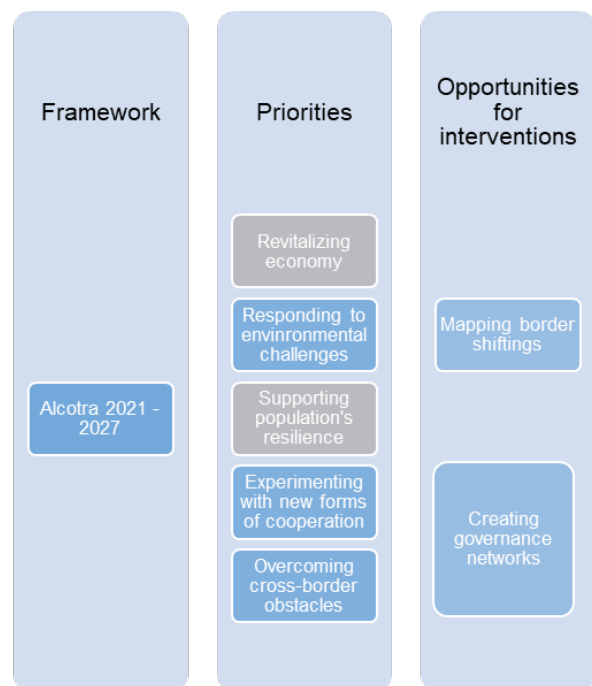 Framework
Alcotra 2021 -
2027
Priorities
Revitalizing
economy
Responding to
envinronmental
challenges
Supporting
population's
resilience
Experimenting
with new forms
of cooperation
Overcoming
cross-border
obstacles
Opportunities
for
interventions
Mapping border
shiftings
Creating
governance
networks